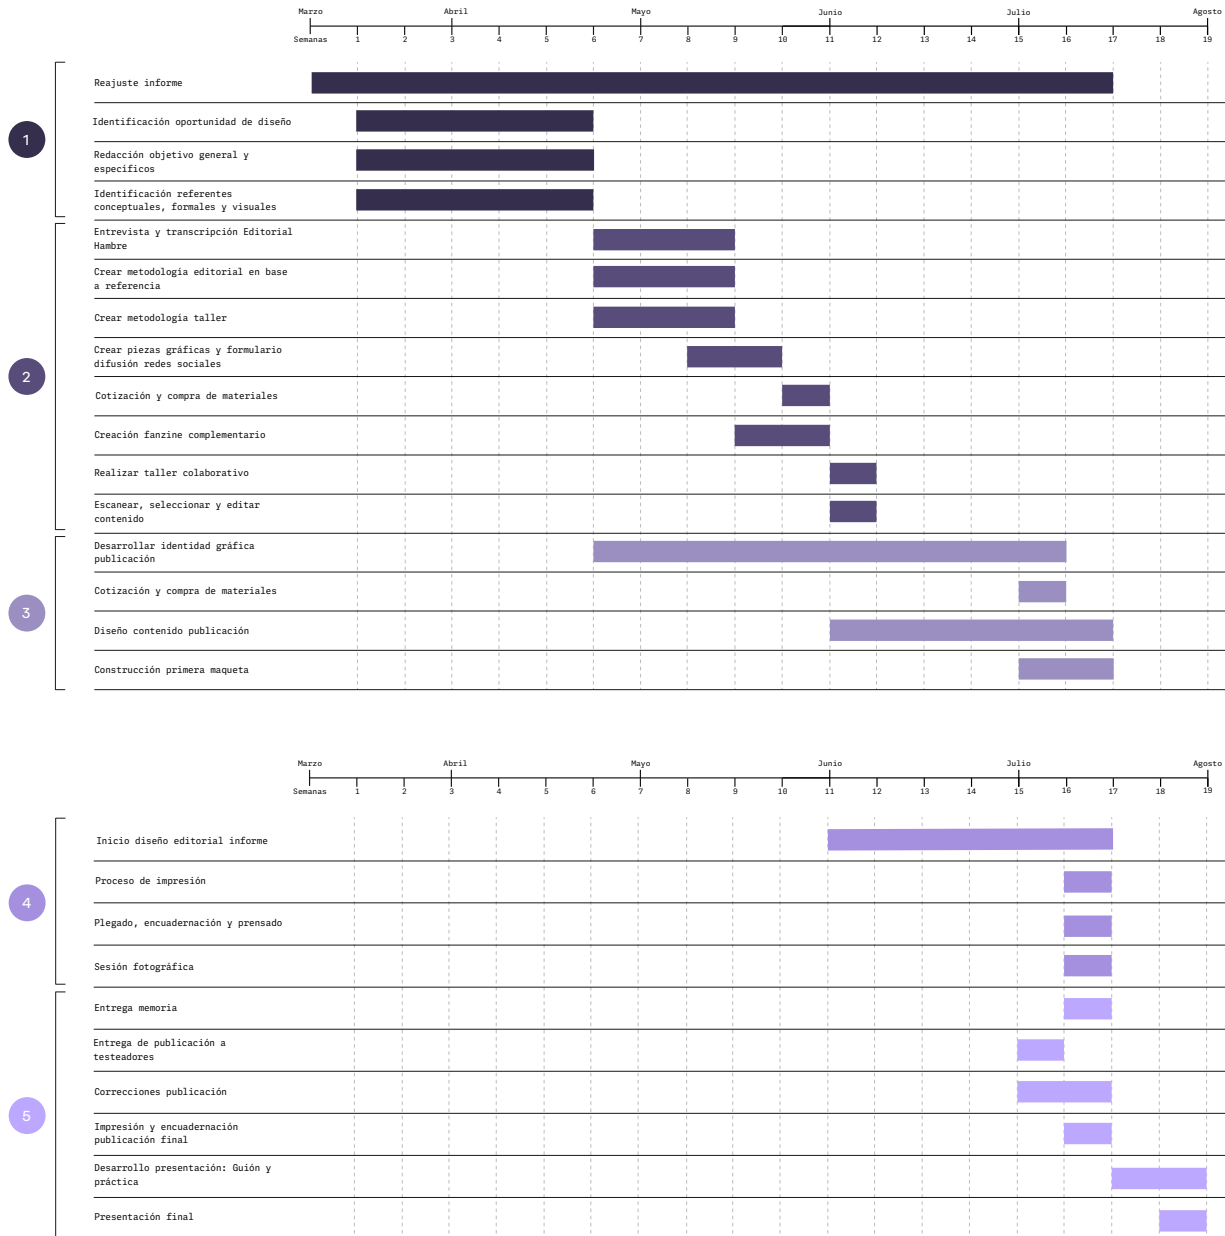 Marzo Abril Mayo Junio Julio Agosto
Semanas 1 2 3 4 5 6 7 8 9 10 11 12 13 14 15 16 17 18 19
1
Reajuste informe
Identificación oportunidad de diseño
Redacción objetivo general y
específicos
Identificación referentes
conceptuales, formales y visuales
2
Entrevista y transcripción Editorial
Hambre
Crear metodología editorial en base
a referencia
Crear metodología taller
Crear piezas gráficas y formulario
difusión redes sociales
Cotización y compra de materiales
Creación fanzine complementario
Realizar taller colaborativo
Escanear, seleccionar y editar
contenido
3
Desarrollar identidad gráfica
publicación
Cotización y compra de materiales
Diseño contenido publicación
Construcción primera maqueta
Marzo Abril Mayo Junio Julio Agosto
Semanas 1 2 3 4 5 6 7 8 9 10 11 12 13 14 15 16 17 18 19
4
Inicio diseño editorial informe
Proceso de impresión
Plegado, encuadernación y prensado
Sesión fotográfica
5
Entrega memoria
Entrega de publicación a
testeadores
Correcciones publicación
Impresión y encuadernación
publicación final
Desarrollo presentación: Guión y
práctica
Presentación final